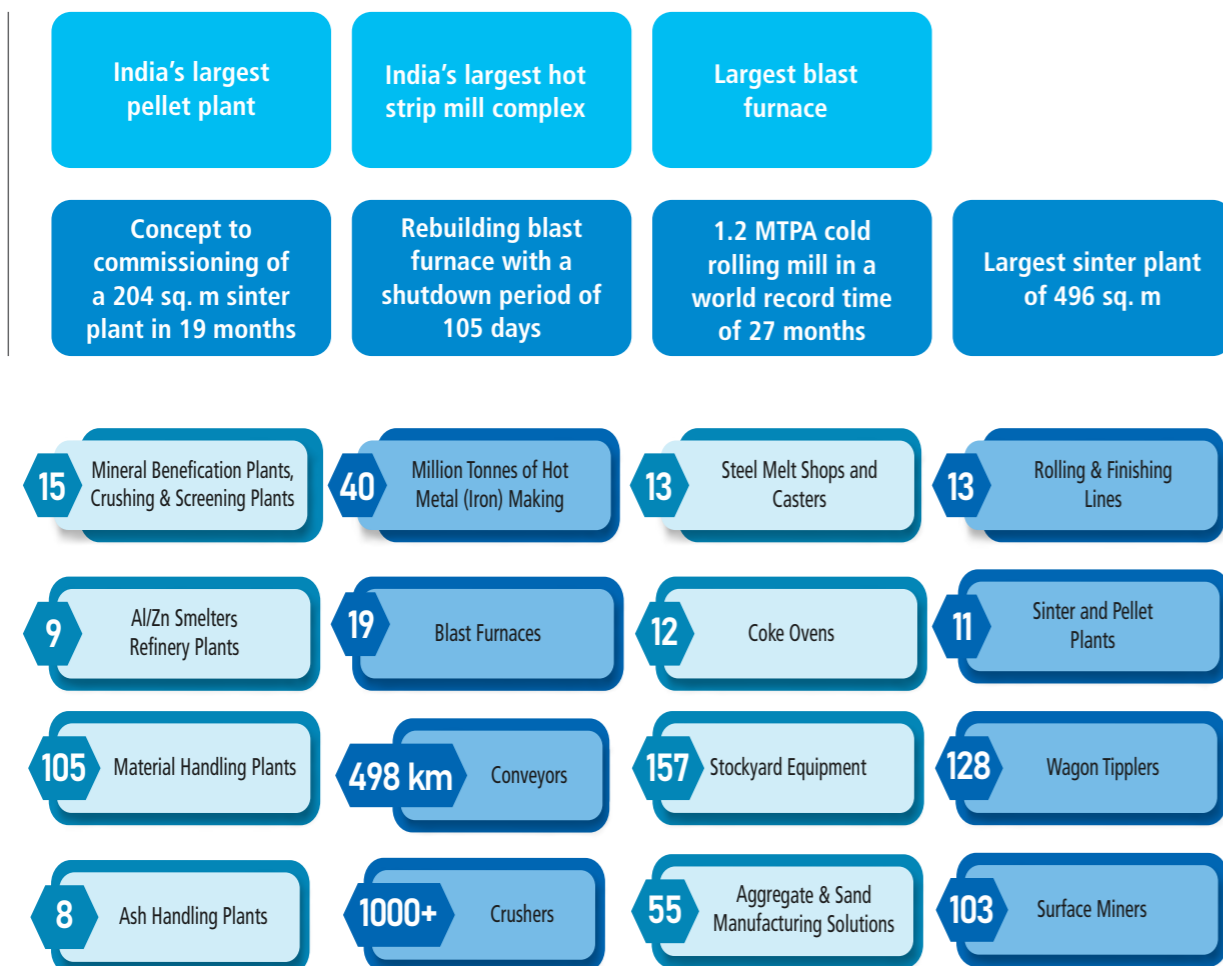 India’s largest
pellet plant
India’s largest hot
strip mill complex
Largest blast
furnace
Concept to
commissioning of
a 204 sq. m sinter
plant in 19 months
Rebuilding blast
furnace with a
shutdown period of
105 days
1.2 MTPA cold
rolling mill in a
world record time
of 27 months
Largest sinter plant
of 496 sq. m
15
Mineral Benefication Plants,
Crushing & Screening Plants
40
Million Tonnes of Hot
Metal (Iron) Making
13
Steel Melt Shops and
Casters
13
Rolling & Finishing
Lines
9
Al/Zn Smelters
Refinery Plants
19
Blast Furnaces
12
Coke Ovens
11
Sinter and Pellet
Plants
105
Material Handling Plants
498 km
Conveyors
157
Stockyard Equipment
128
Wagon Tipplers
8
Ash Handling Plants
1000+
Crushers
55
Aggregate & Sand
Manufacturing Solutions
103
Surface Miners